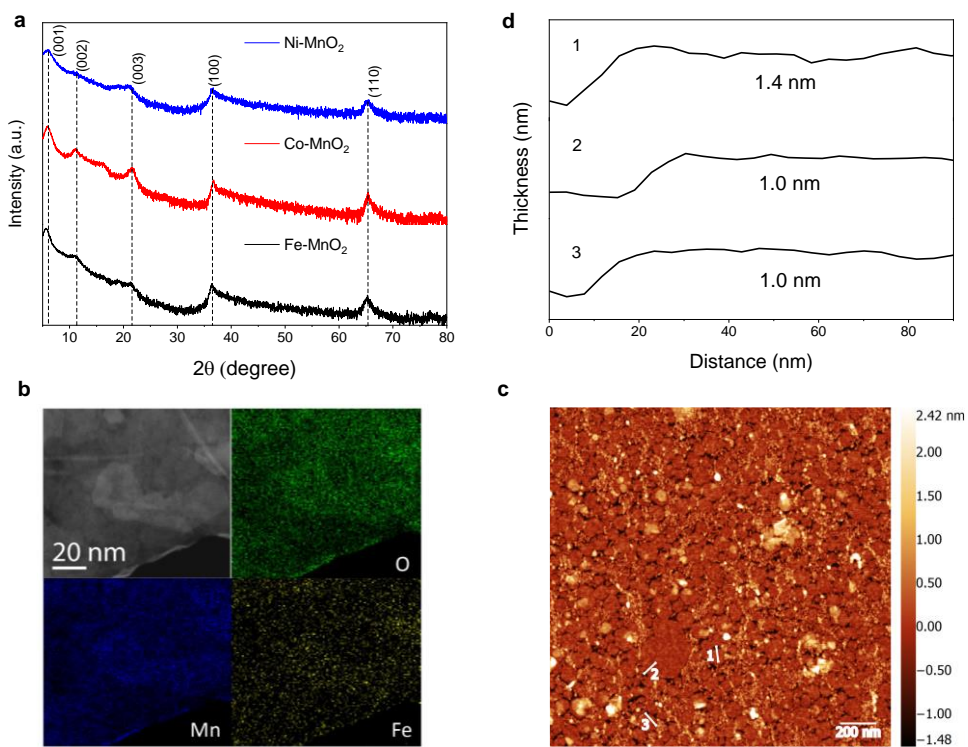 a
Ni-MnO₂
Co-MnO₂
Fe-MnO₂
(001)
(002)
(003)
(100)
(110)
Intensity (a.u.)
10 20 30 40 50 60 70 80
2θ (degree)
d
1
1.4 nm
2
1.0 nm
3
1.0 nm
Thickness (nm)
0 20 40 60 80
Distance (nm)
b
20 nm
O
Mn
Fe
c
1
2
3
200 nm
2.42 nm
2.00
1.50
1.00
0.50
0.00
−0.50
−1.00
−1.48